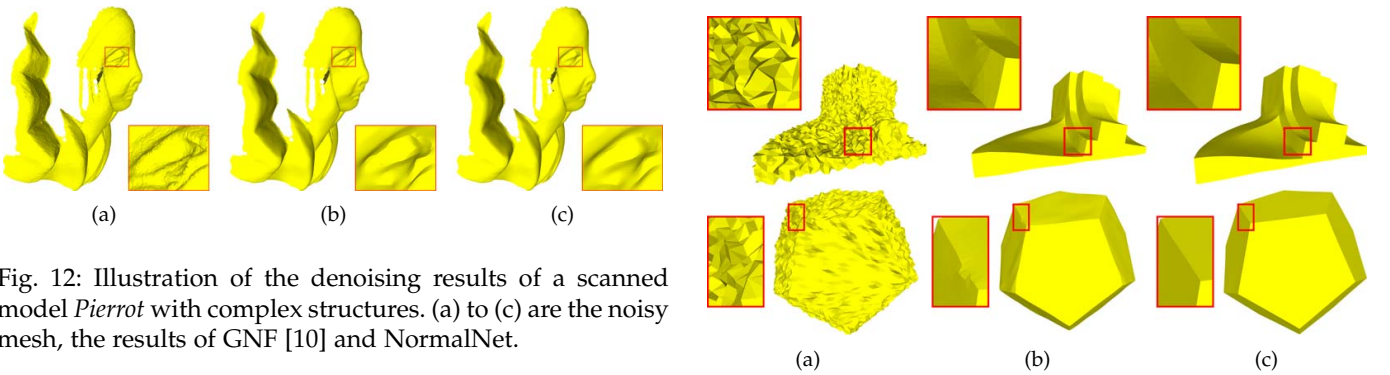 (a) (b) (c)
Fig. 12: Illustration of the denoising results of a scanned
model Pierrot with complex structures. (a) to (c) are the noisy
mesh, the results of GNF [10] and NormalNet.
(a) (b) (c)